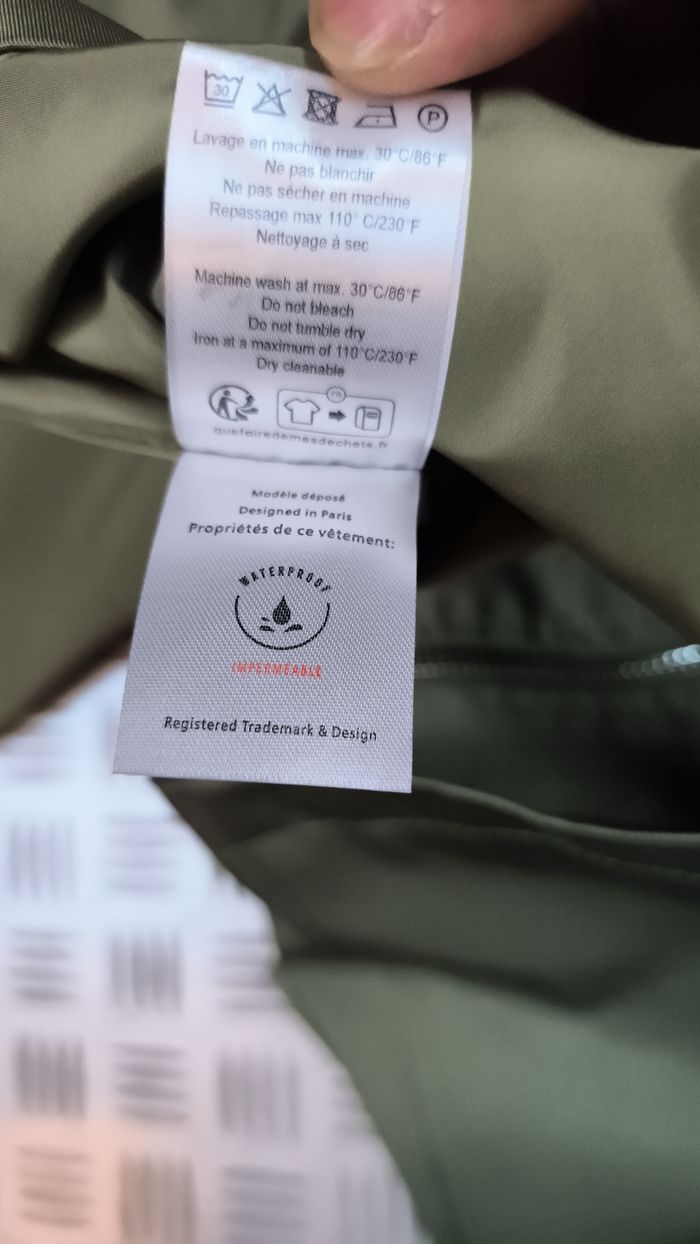 30
P
Lavage en machine max. 30°C/86°F
Ne pas blanchir
Ne pas sécher en machine
Repassage max 110° C/230°F
Nettoyage à sec
Machine wash at max. 30°C/86°F
Do not bleach
Do not tumble dry
Iron at a maximum of 110°C/230°F
Dry cleanable
FR
quefairedemesdechets.fr
Modèle déposé
Designed in Paris
Propriétés de ce vêtement:
WATERPROOF
IMPERMÉABLE
Registered Trademark & Design